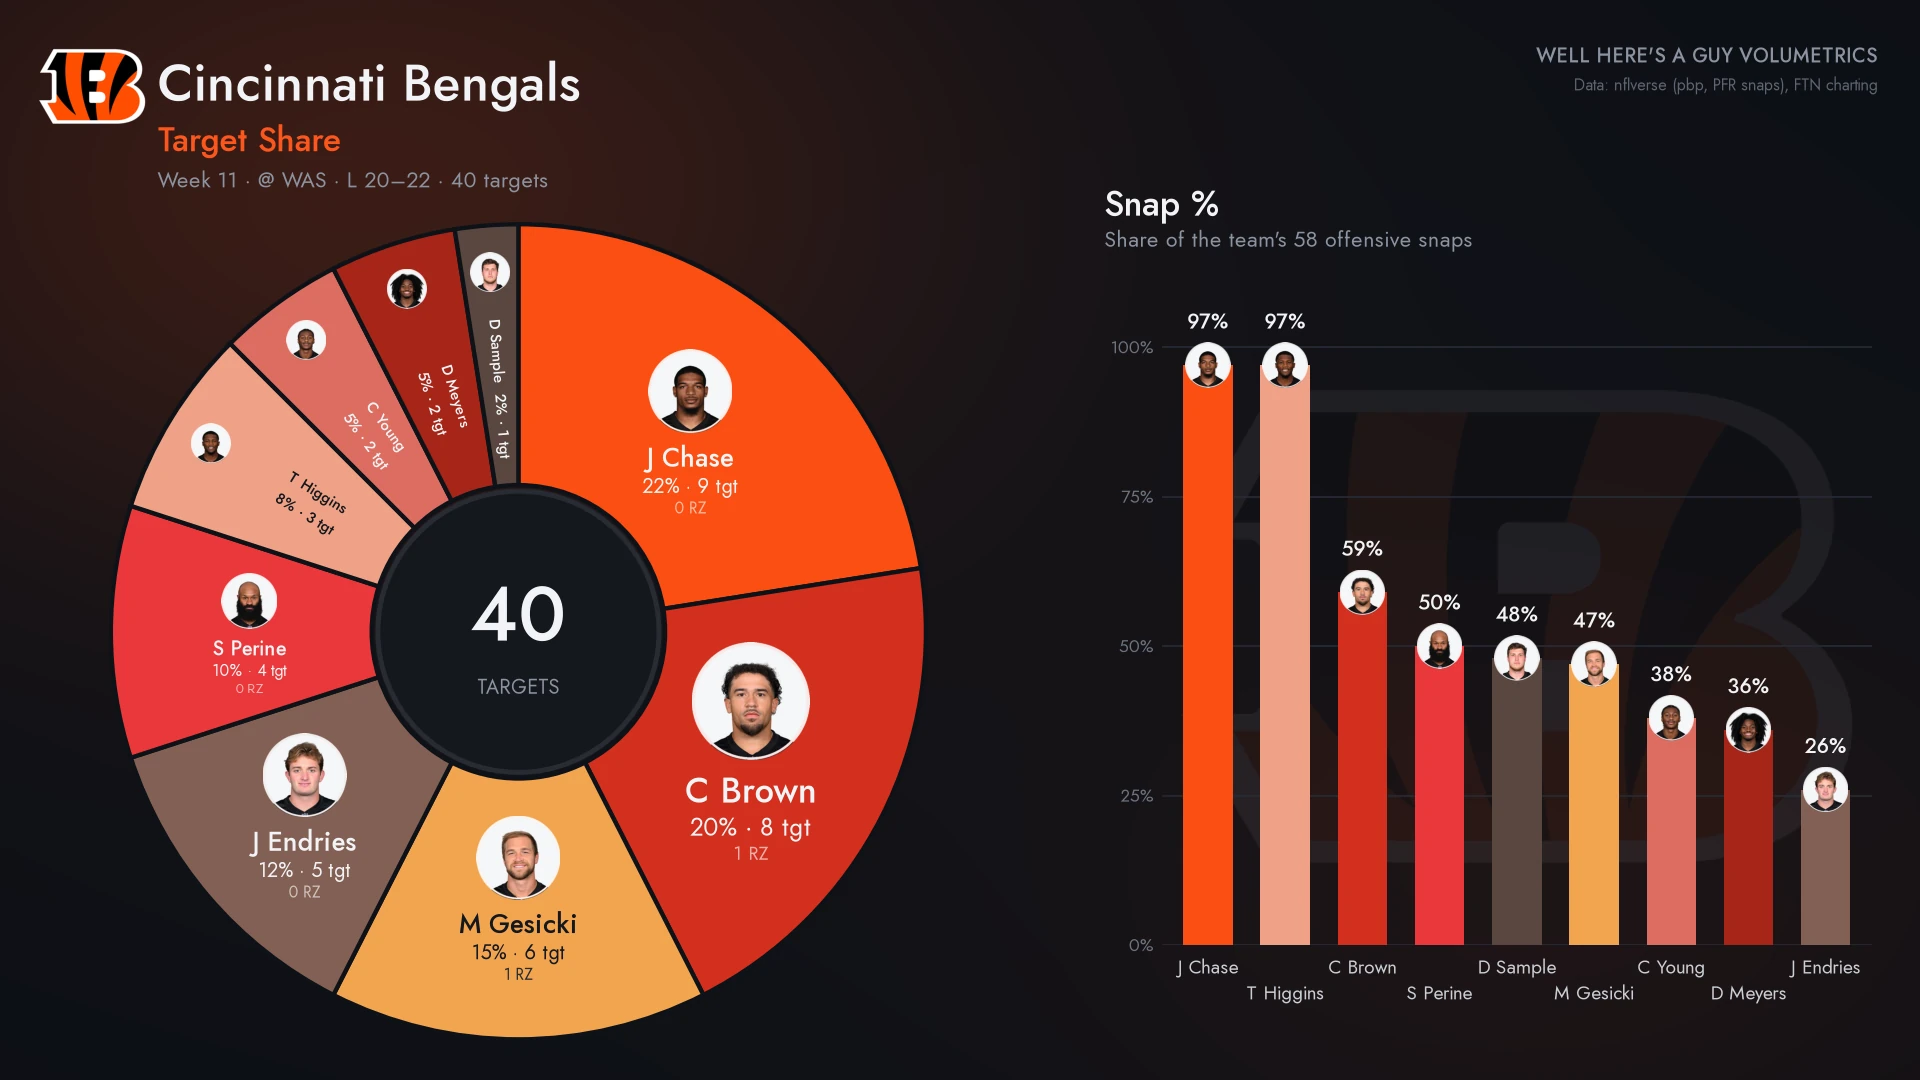 Cincinnati Bengals
Target Share
Week 11 · @ WAS · L 20–22 · 40 targets
WELL HERE'S A GUY VOLUMETRICS
Data: nflverse (pbp, PFR snaps), FTN charting
J Chase
22% · 9 tgt
0 RZ
C Brown
20% · 8 tgt
1 RZ
M Gesicki
15% · 6 tgt
1 RZ
J Endries
12% · 5 tgt
0 RZ
S Perine
10% · 4 tgt
0 RZ
T Higgins
8% · 3 tgt
C Young
5% · 2 tgt
D Meyers
5% · 2 tgt
D Sample 2% · 1 tgt
40
TARGETS
Snap %
Share of the team's 58 offensive snaps
100%
75%
50%
25%
0%
97%
97%
59%
50%
48%
47%
38%
36%
26%
J Chase
T Higgins
C Brown
S Perine
D Sample
M Gesicki
C Young
D Meyers
J Endries